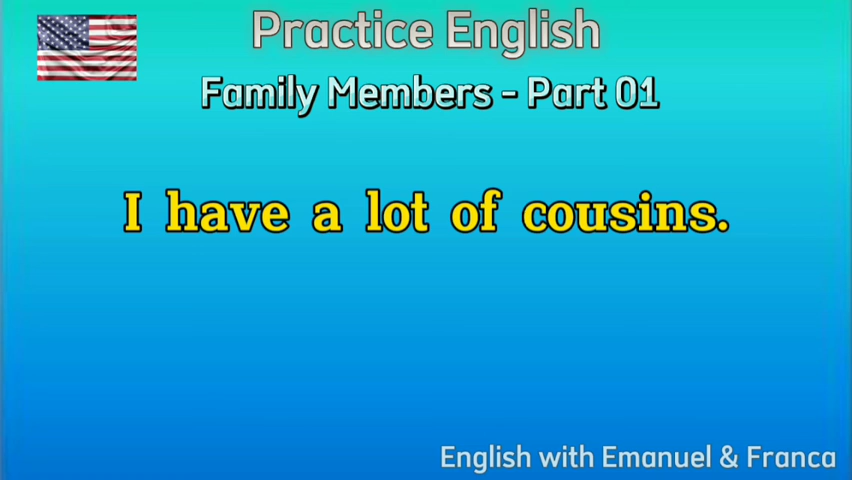 Practice English
Family Members - Part 01
I have a lot of cousins.
English with Emanuel & Franca